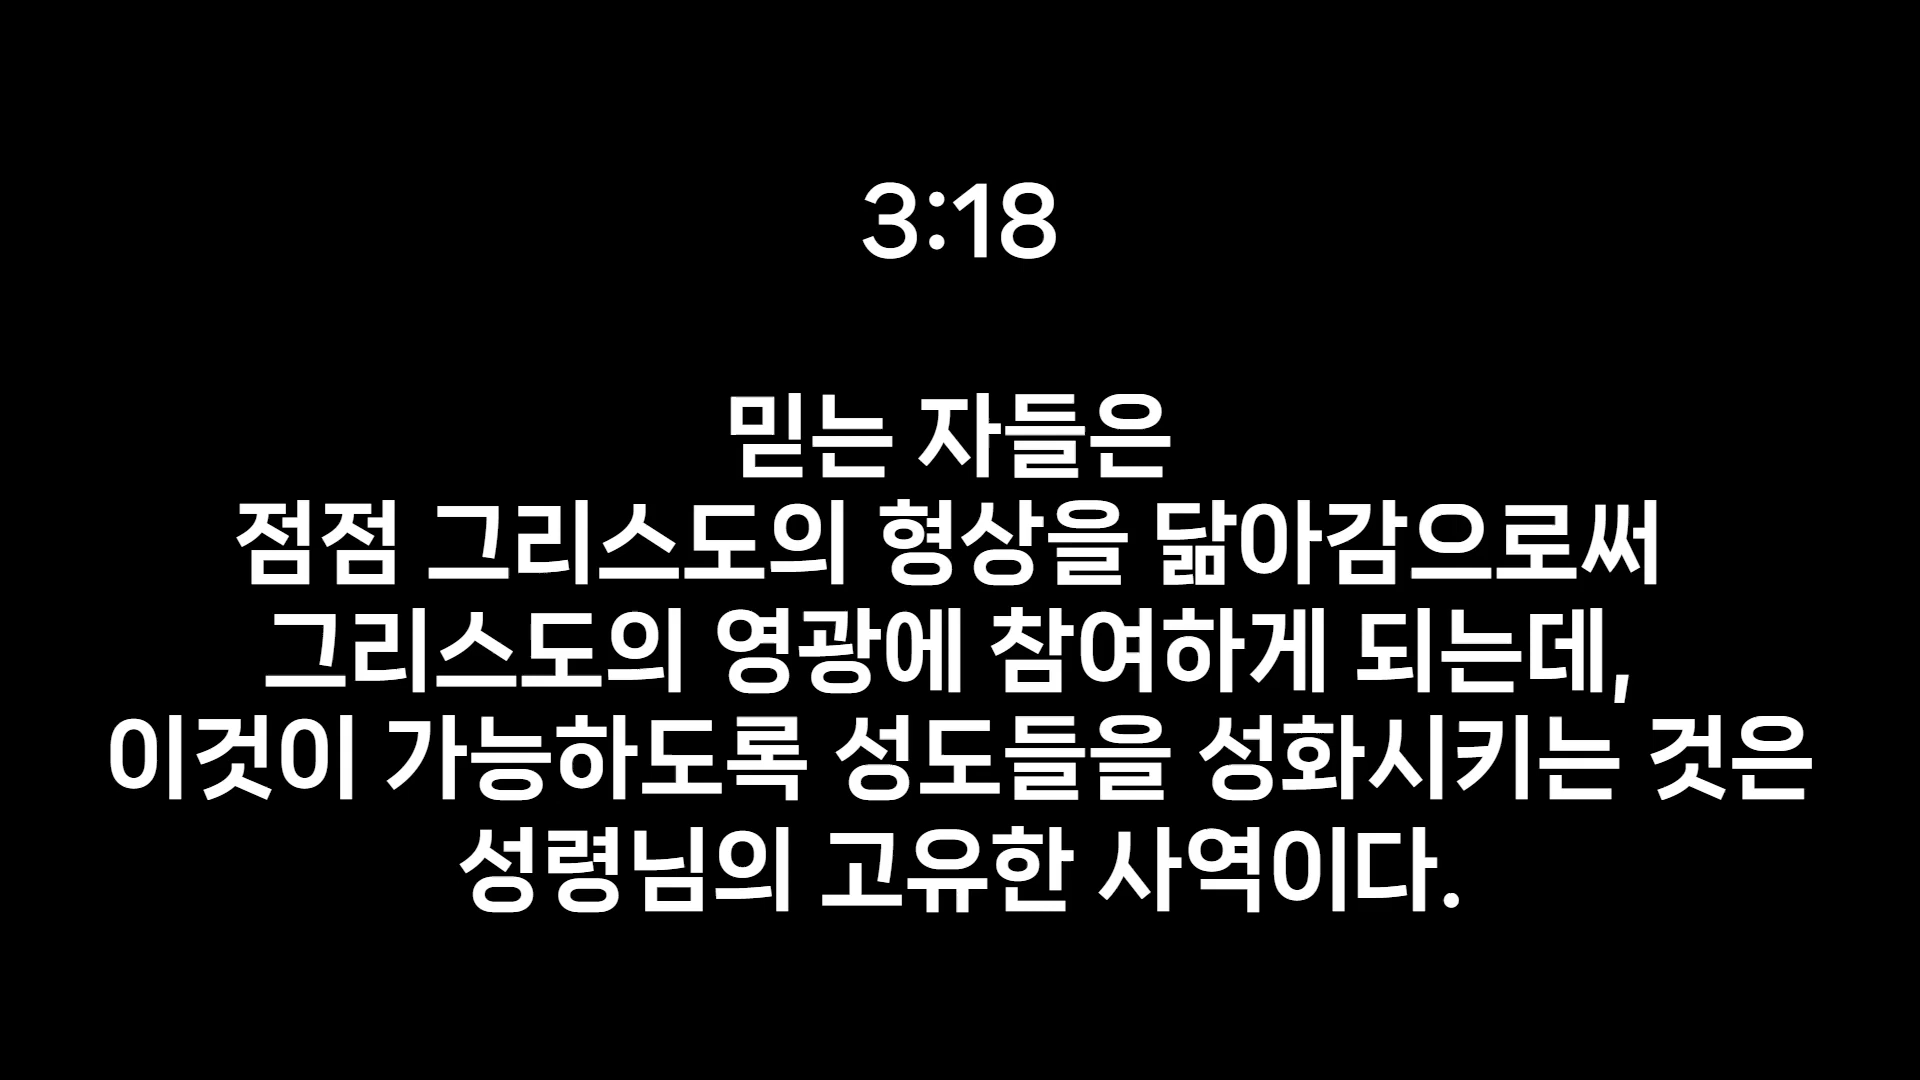 3:18
믿는 자들은
점점 그리스도의 형상을 닮아감으로써
그리스도의 영광에 참여하게 되는데,
이것이 가능하도록 성도들을 성화시키는 것은
성령님의 고유한 사역이다.